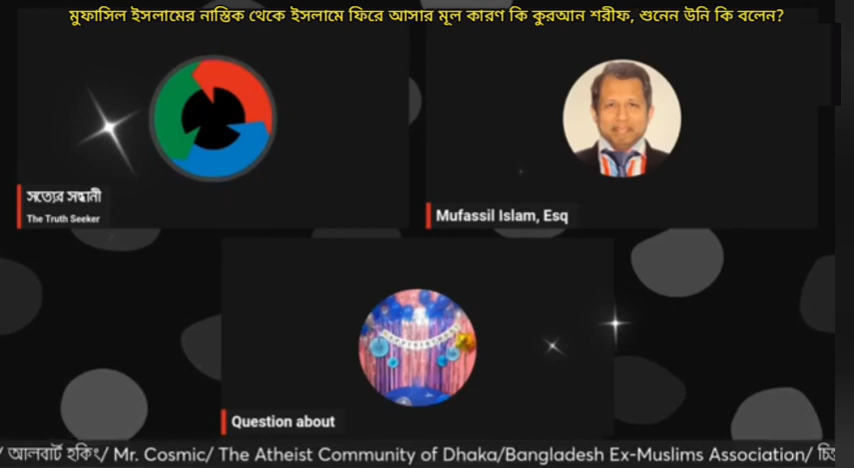 মুফাসিল ইসলামের নাস্তিক থেকে ইসলামে ফিরে আসার মূল কারণ কি কুরআন শরীফ, শুনেন উনি কি বলেন?
সত্যের সন্ধানী
The Truth Seeker
Mufassil Islam, Esq
Question about
/ আলবার্ট হকিং/ Mr. Cosmic/ The Atheist Community of Dhaka/Bangladesh Ex-Muslims Association/